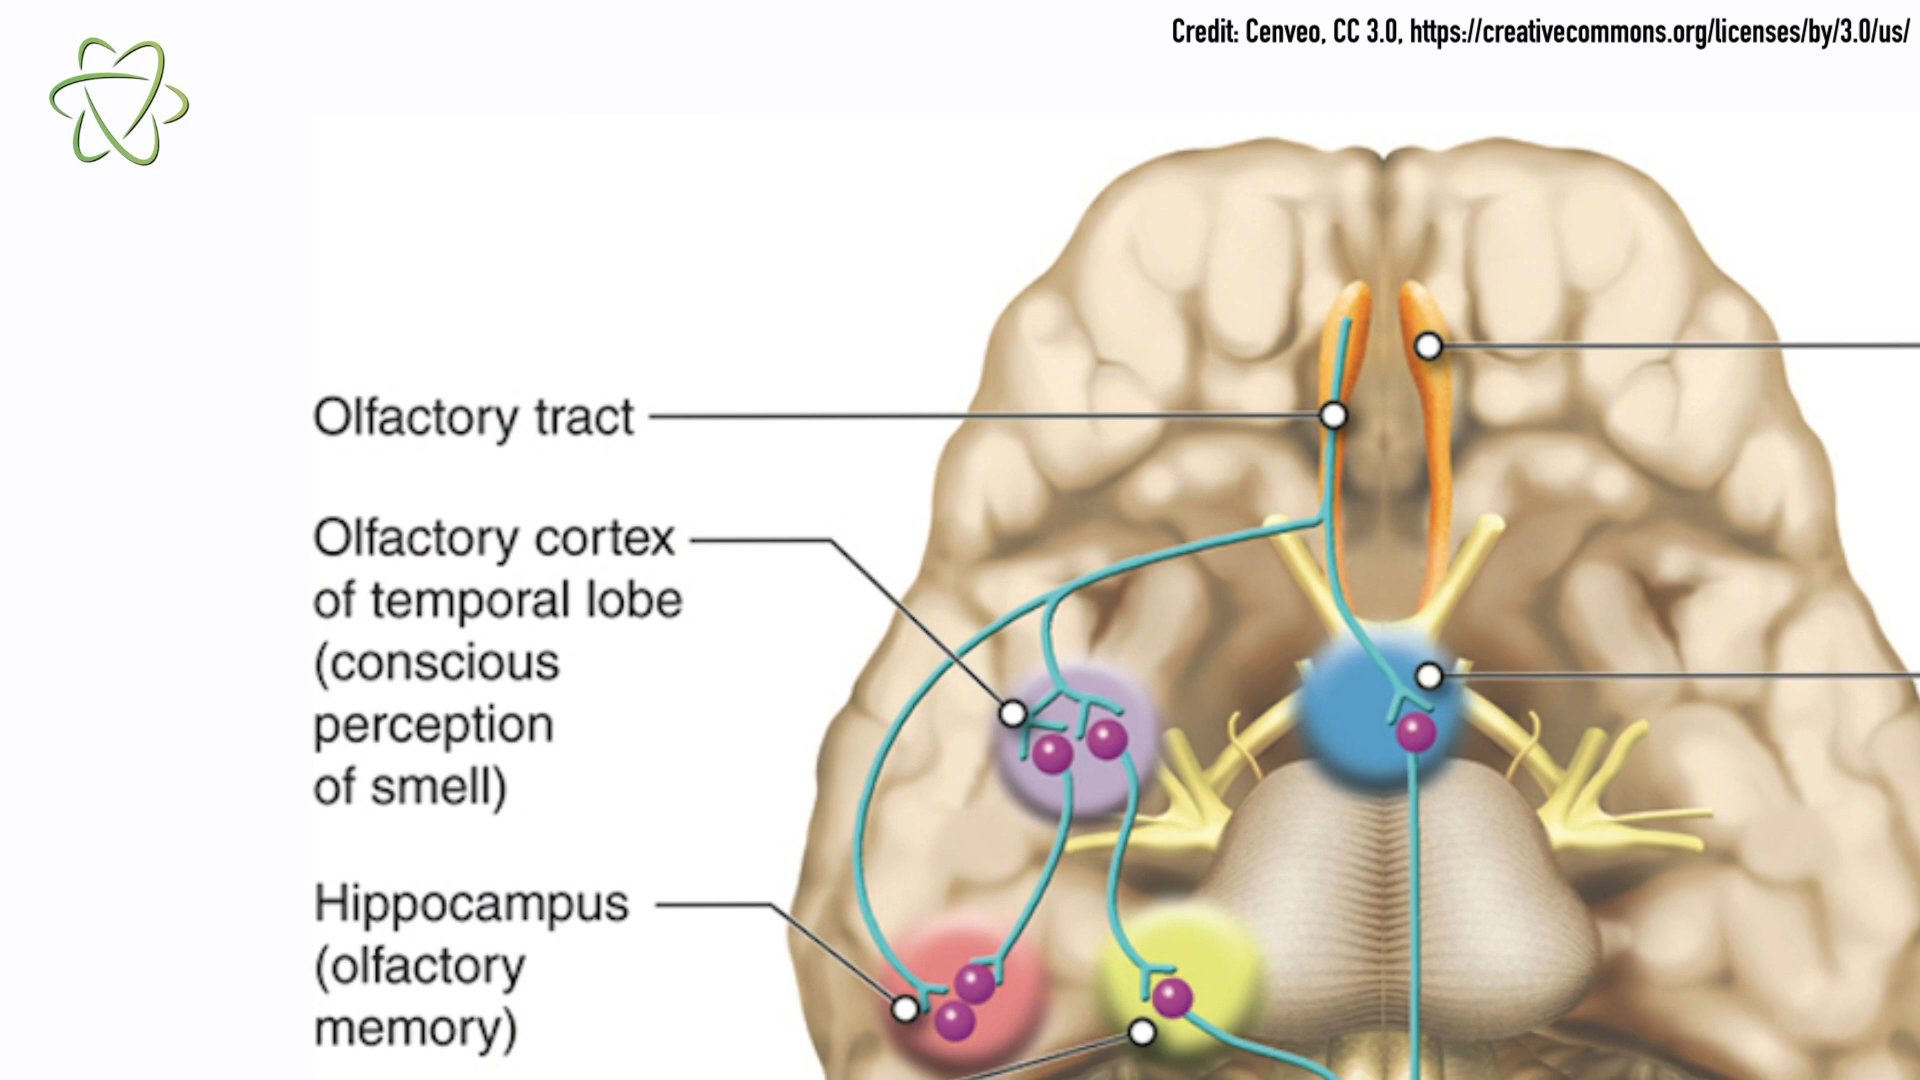 Credit: Cenveo, CC 3.0, https://creativecommons.org/licenses/by/3.0/us/
Olfactory tract
Olfactory cortex
of temporal lobe
(conscious
perception
of smell)
Hippocampus
(olfactory
memory)